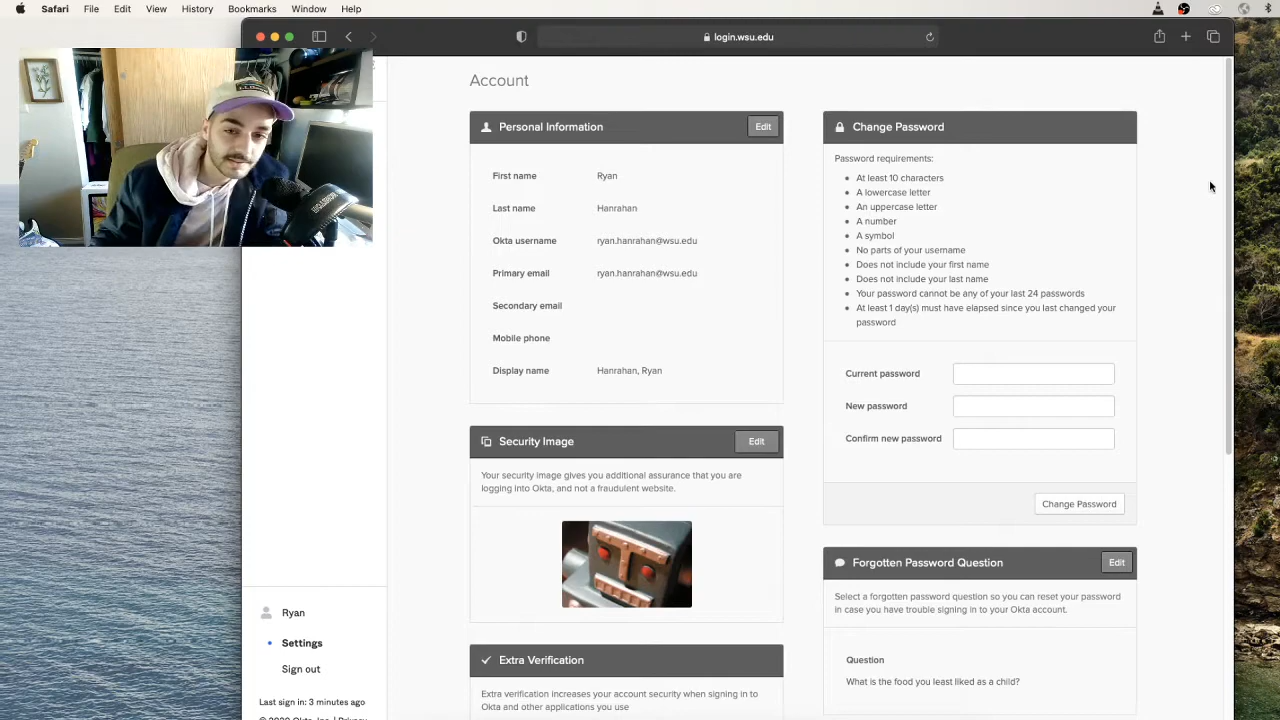 Safari File Edit View History Bookmarks Window Help
login.wsu.edu
Account
Personal Information
Edit
First name Ryan
Last name Hanrahan
Okta username ryan.hanrahan@wsu.edu
Primary email ryan.hanrahan@wsu.edu
Secondary email
Mobile phone
Display name Hanrahan, Ryan
Security Image
Edit
Your security image gives you additional assurance that you are
logging into Okta, and not a fraudulent website.
Extra Verification
Extra verification increases your account security when signing in to
Okta and other applications you use
Change Password
Password requirements:
At least 10 characters
A lowercase letter
An uppercase letter
A number
A symbol
No parts of your username
Does not include your first name
Does not include your last name
Your password cannot be any of your last 24 passwords
At least 1 day(s) must have elapsed since you last changed your
password
Current password
New password
Confirm new password
Change Password
Forgotten Password Question
Edit
Select a forgotten password question so you can reset your password
in case you have trouble signing in to your Okta account.
Question
What is the food you least liked as a child?
Ryan
Settings
Sign out
Last sign in: 3 minutes ago
© 2020 Okta, Inc. | Privacy